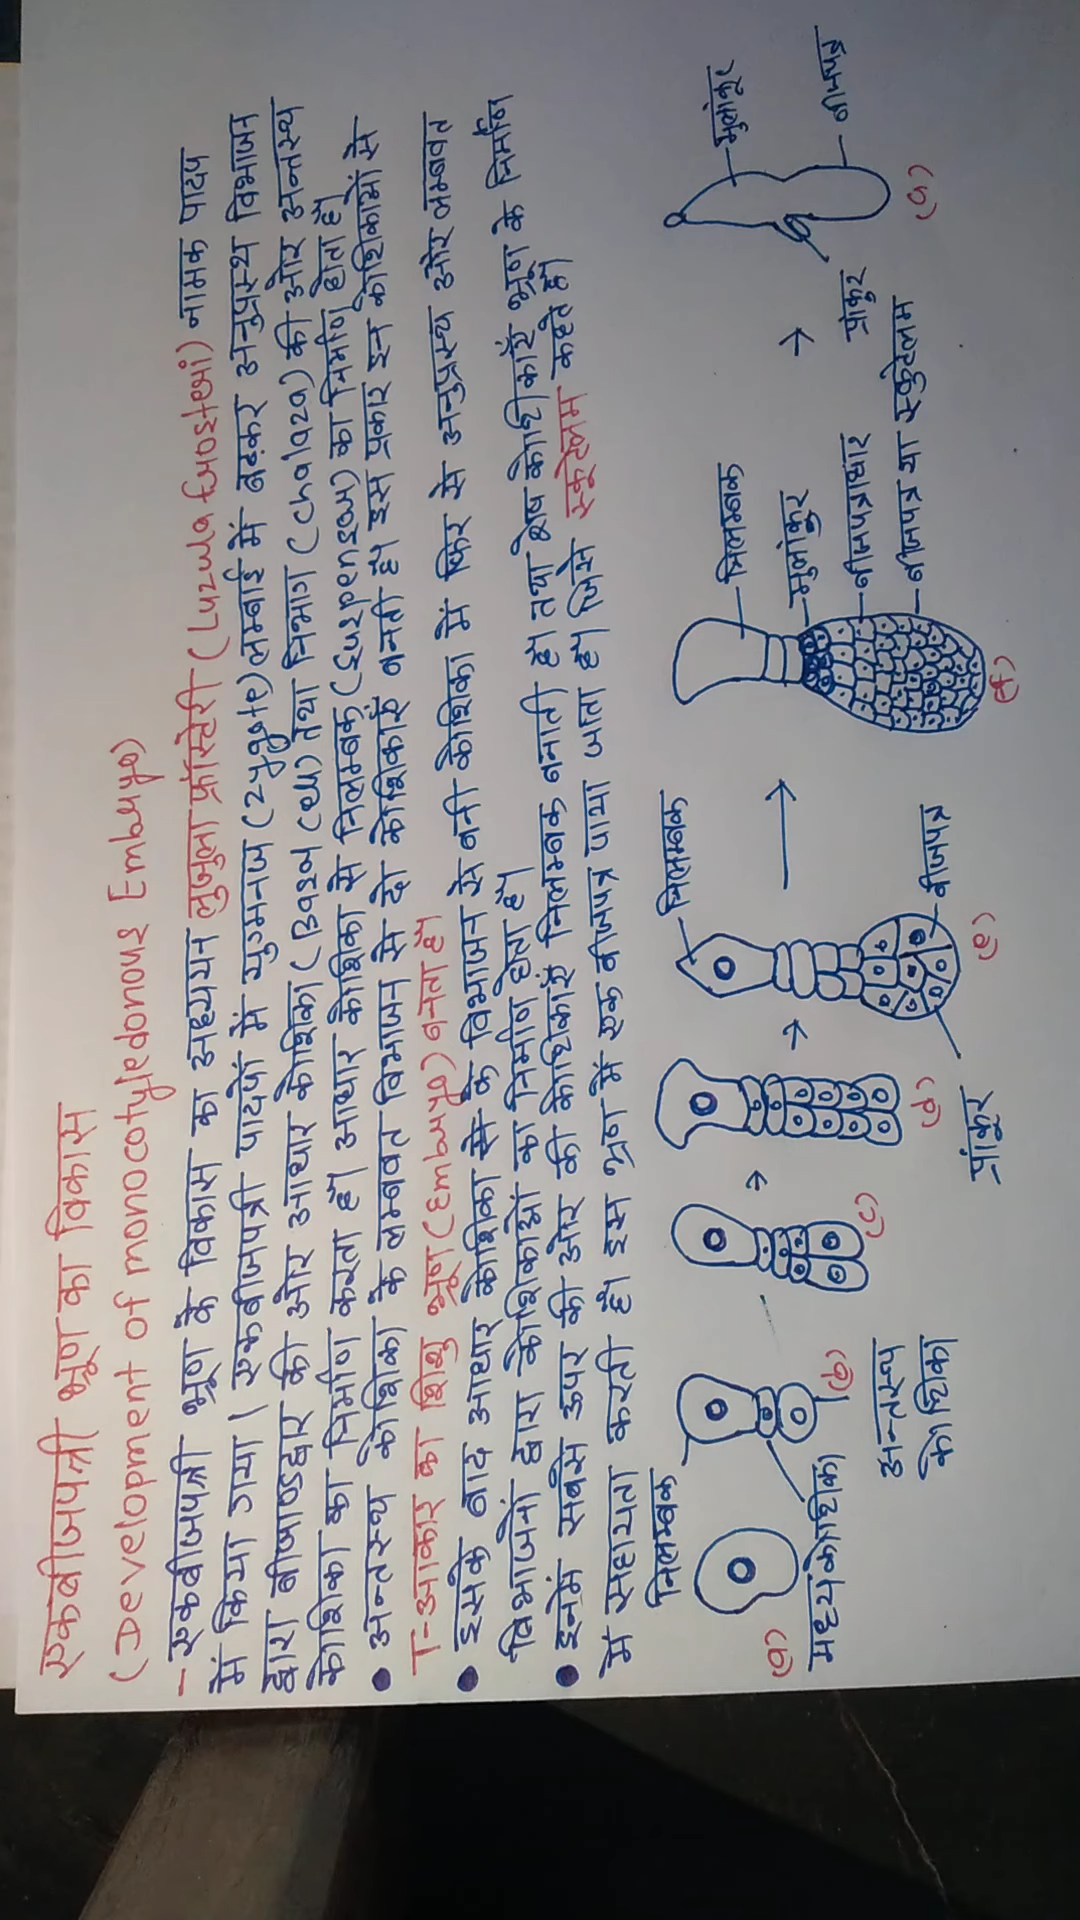 एकबीजपत्री भ्रूण का विकास
(Development of monocotyledonous Embryo)
- एकबीजपत्री भ्रूण के विकास का अध्ययन लुजुला फ्रॉस्टेरी (Luzula forosteri) नामक पादप
में किया गया। एकबीजपत्री पादपों में युग्मनज (zygote) लम्बाई में बढ़कर अनुप्रस्थ विभाजन
द्वारा बीजाण्डद्वार की ओर आधार कोशिका (Basal cell) तथा निभाग (Chalaza) की ओर अन्तस्थ
कोशिका का निर्माण करता है। आधार कोशिका से निलम्बक (Suspensor) का निर्माण होता है।
• अन्तस्थ कोशिका के लम्बवत विभाजन से दो कोशिकाएँ बनती है। इस प्रकार इन कोशिकाओं से
T-आकार का शिशु भ्रूण (Embryo) बनता है।
• इसके बाद आधार कोशिका के विभाजन से बनी कोशिका में फिर से अनुप्रस्थ और लम्बवत
विभाजनों द्वारा कोशिकाओं का निर्माण होता है।
• इनमें सबसे ऊपर की ओर की कोशिकाएँ निलम्बक बनाती है। तथा शेष कोशिकाएँ भ्रूण के निर्माण
में सहायता करती है। इस भ्रूण में एक बीजपत्र पाया जाता है। जिसे स्कूटेलम कहते हैं।
निलम्बक
(a)
मध्यकोशिका
(b)
अन्तस्थ
कोशिका
(c)
(d)
निलम्बक
प्रांकूर
बीजपत्र
(e)
निलम्बक
मुलांकुर
बीजपत्राधार
बीजपत्र या स्कुटेलम
(f)
मुलांकूर
प्रांकुर
बीजपत्र
(g)